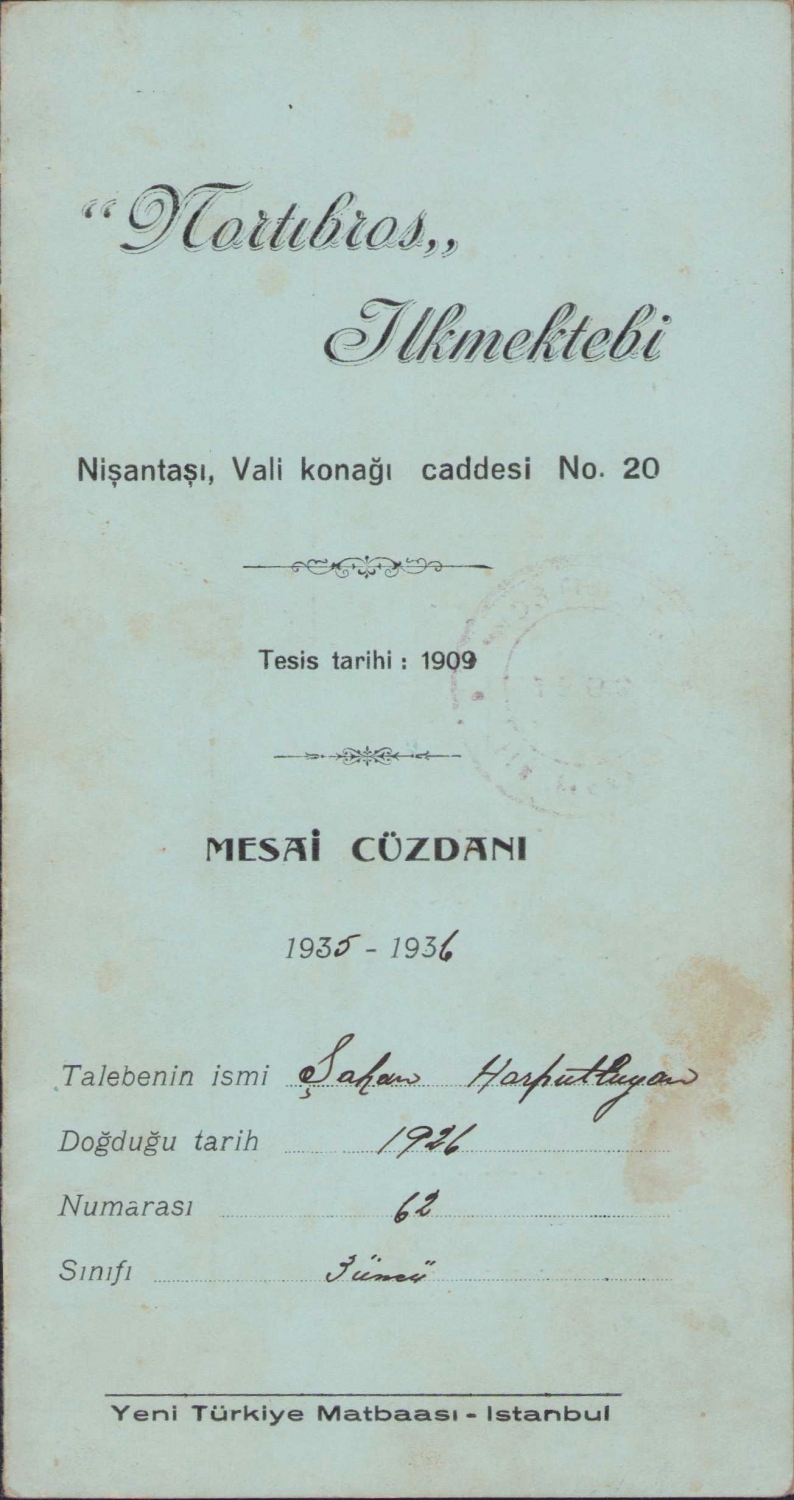 “Nortıbros„
Ilkmektebi
Nişantaşı, Vali konağı caddesi No. 20
Tesis tarihi : 1909
MESAİ CÜZDANI
1935 - 1936
Talebenin ismi Şahan Harputluyan
Doğduğu tarih 1926
Numarası 62
Sınıfı 3üncü
Yeni Türkiye Matbaası - Istanbul